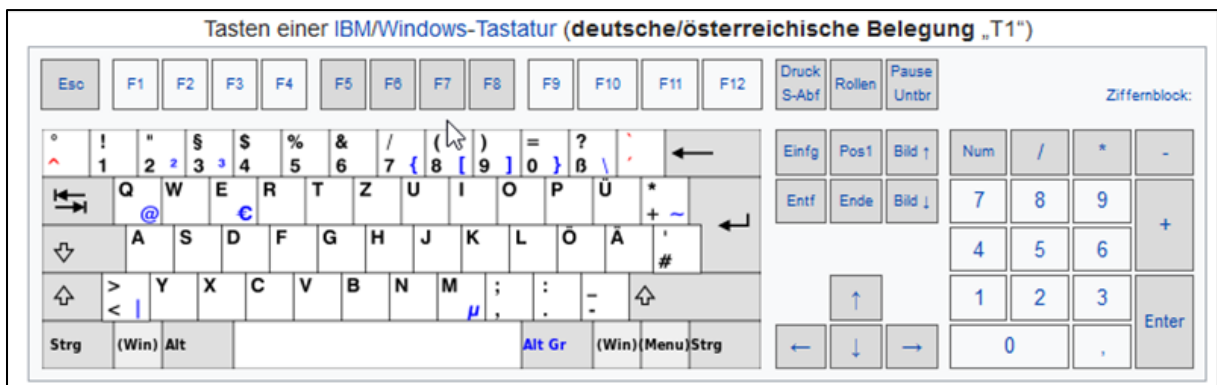 Tasten einer IBM/Windows-Tastatur (deutsche/österreichische Belegung „T1“)
Esc F1 F2 F3 F4 F5 F6 F7 F8 F9 F10 F11 F12 Druck S-Abf Rollen Pause Untbr Ziffernblock:
° ^ ! 1 " 2 ² § 3 ³ $ 4 % 5 & 6 / 7 { ( 8 [ ) 9 ] = 0 } ? ß \ ` ´ ← Einfg Pos1 Bild ↑ Num / * -
Q @ W E € R T Z U I O P Ü * + ~ Entf Ende Bild ↓ 7 8 9 +
A S D F G H J K L Ö Ä ' # 4 5 6
> < | Y X C V B N M µ ; , : . _ - ↑ 1 2 3 Enter
Strg (Win) Alt Alt Gr (Win) (Menu) Strg ← ↓ → 0 ,